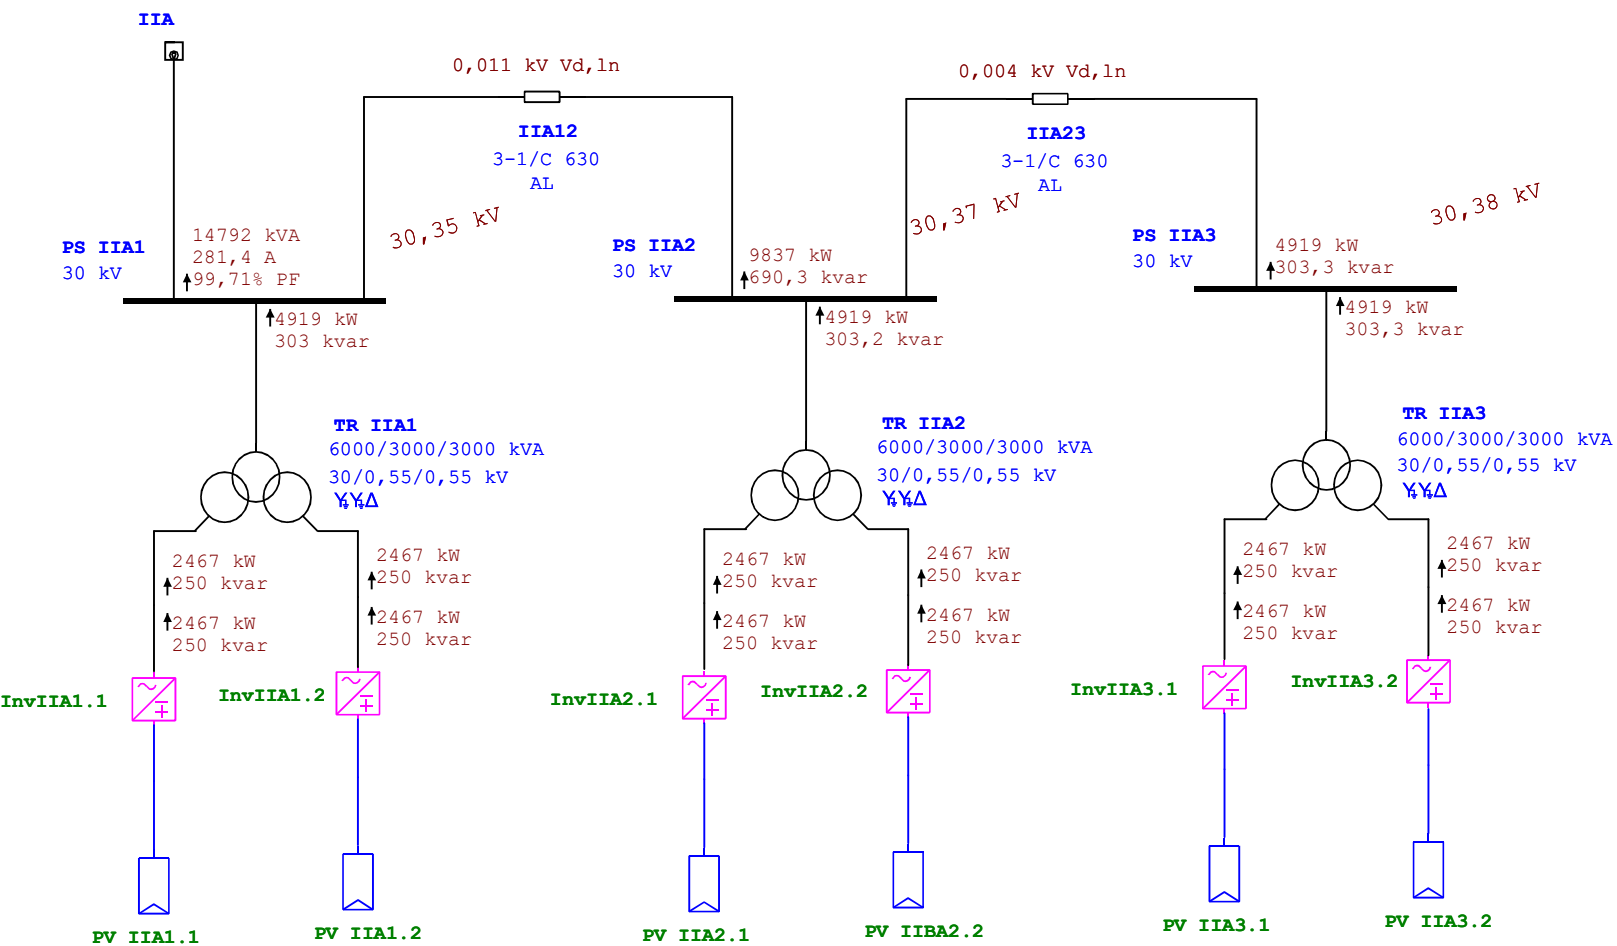 IIA
0,011 kV Vd,ln
0,004 kV Vd,ln
IIA12
3-1/C 630
AL
IIA23
3-1/C 630
AL
30,35 kV
30,37 kV
30,38 kV
PS IIA1
30 kV
14792 kVA
281,4 A
99,71% PF
PS IIA2
30 kV
9837 kW
690,3 kvar
PS IIA3
30 kV
4919 kW
303,3 kvar
4919 kW
303 kvar
4919 kW
303,2 kvar
4919 kW
303,3 kvar
TR IIA1
6000/3000/3000 kVA
30/0,55/0,55 kV
TR IIA2
6000/3000/3000 kVA
30/0,55/0,55 kV
TR IIA3
6000/3000/3000 kVA
30/0,55/0,55 kV
2467 kW
250 kvar
2467 kW
250 kvar
2467 kW
250 kvar
2467 kW
250 kvar
2467 kW
250 kvar
2467 kW
250 kvar
2467 kW
250 kvar
2467 kW
250 kvar
2467 kW
250 kvar
2467 kW
250 kvar
2467 kW
250 kvar
2467 kW
250 kvar
InvIIA1.1
InvIIA1.2
InvIIA2.1
InvIIA2.2
InvIIA3.1
InvIIA3.2
PV IIA1.1
PV IIA1.2
PV IIA2.1
PV IIBA2.2
PV IIA3.1
PV IIA3.2